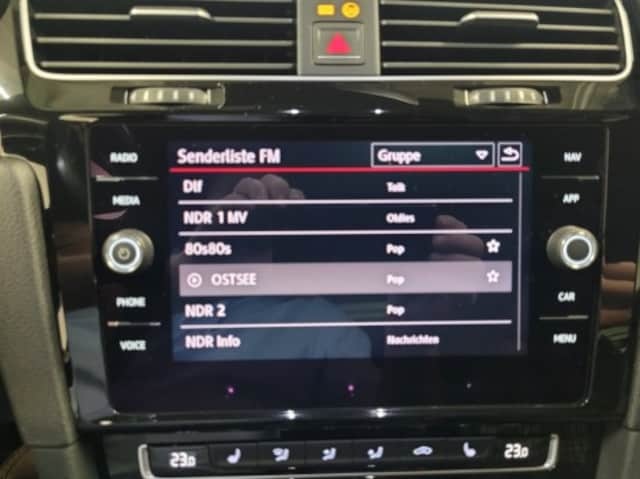 RADIO
MEDIA
PHONE
VOICE
Senderliste FM Gruppe
Dlf Talk
NDR 1 MV Oldies
80s80s Pop
OSTSEE Pop
NDR 2 Pop
NDR Info Nachrichten
NAV
APP
CAR
MENU
23.0 23.0